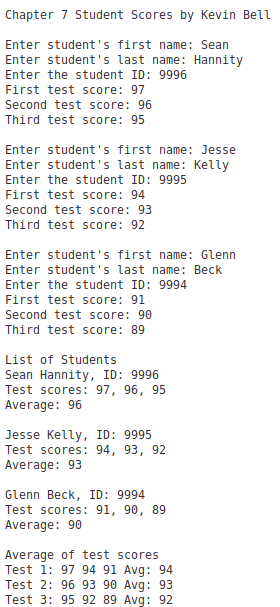 Chapter 7 Student Scores by Kevin Bell
Enter student's first name: Sean
Enter student's last name: Hannity
Enter the student ID: 9996
First test score: 97
Second test score: 96
Third test score: 95
Enter student's first name: Jesse
Enter student's last name: Kelly
Enter the student ID: 9995
First test score: 94
Second test score: 93
Third test score: 92
Enter student's first name: Glenn
Enter student's last name: Beck
Enter the student ID: 9994
First test score: 91
Second test score: 90
Third test score: 89
List of Students
Sean Hannity, ID: 9996
Test scores: 97, 96, 95
Average: 96
Jesse Kelly, ID: 9995
Test scores: 94, 93, 92
Average: 93
Glenn Beck, ID: 9994
Test scores: 91, 90, 89
Average: 90
Average of test scores
Test 1: 97 94 91 Avg: 94
Test 2: 96 93 90 Avg: 93
Test 3: 95 92 89 Avg: 92